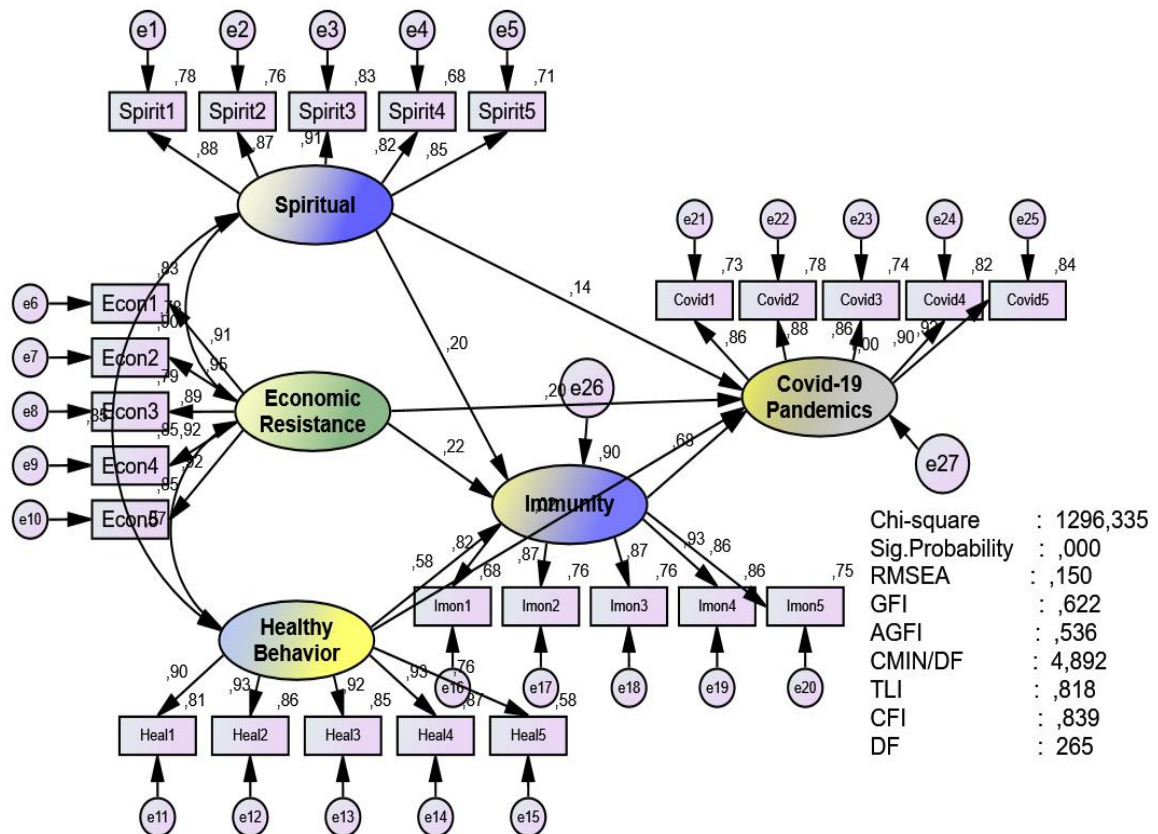 e1 e2 e3 e4 e5
,78 ,76 ,83 ,68 ,71
Spirit1 Spirit2 Spirit3 Spirit4 Spirit5
,88 ,87 ,91 ,82 ,85
Spiritual
e21 e22 e23 e24 e25
,73 ,78 ,74 ,82 ,84
Covid1 Covid2 Covid3 Covid4 Covid5
,86 ,88 ,86 ,00 ,90
,83
e6 Econ1
,91
,14
,20
e7 Econ2
,95
,79
e8 Econ3 ,89
,85
Economic
Resistance
,20
e26
Covid-19
Pandemics
e9 Econ4
,85 ,92
,92
,22
,90
,68
e27
e10
,85
Immunity
,58 ,82
,68
,87 ,76 ,87 ,76 ,93 ,86 ,86 ,75
Imon1 Imon2 Imon3 Imon4 Imon5
e16 e17 e18 e19 e20
Healthy
Behavior
,90 ,93 ,92 ,93 ,76
,81 ,86 ,85 ,87 ,58
Heal1 Heal2 Heal3 Heal4 Heal5
e11 e12 e13 e14 e15
Chi-square : 1296,335
Sig.Probability : ,000
RMSEA : ,150
GFI : ,622
AGFI : ,536
CMIN/DF : 4,892
TLI : ,818
CFI : ,839
DF : 265